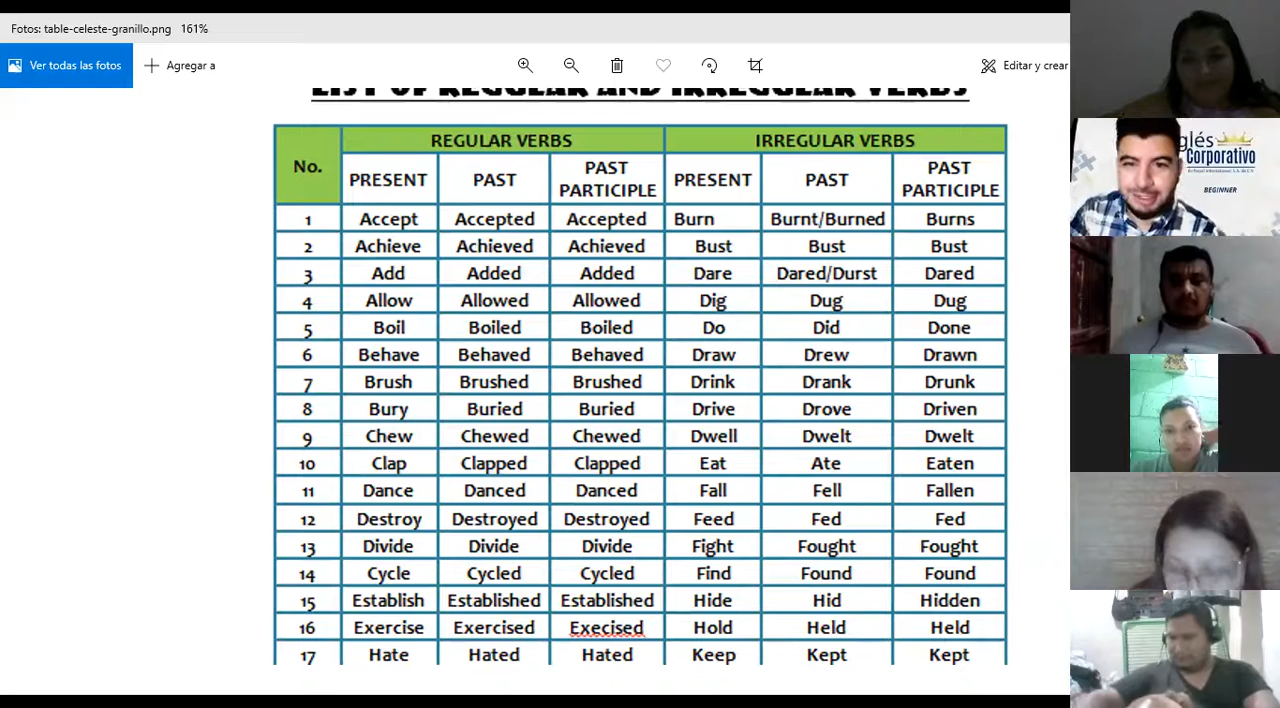 Fotos: table-celeste-granillo.png 161%
Ver todas las fotos
Agregar a
Editar y crear
LIST OF REGULAR AND IRREGULAR VERBS
No. REGULAR VERBS IRREGULAR VERBS
PRESENT PAST PAST PARTICIPLE PRESENT PAST PAST PARTICIPLE
1 Accept Accepted Accepted Burn Burnt/Burned Burns
2 Achieve Achieved Achieved Bust Bust Bust
3 Add Added Added Dare Dared/Durst Dared
4 Allow Allowed Allowed Dig Dug Dug
5 Boil Boiled Boiled Do Did Done
6 Behave Behaved Behaved Draw Drew Drawn
7 Brush Brushed Brushed Drink Drank Drunk
8 Bury Buried Buried Drive Drove Driven
9 Chew Chewed Chewed Dwell Dwelt Dwelt
10 Clap Clapped Clapped Eat Ate Eaten
11 Dance Danced Danced Fall Fell Fallen
12 Destroy Destroyed Destroyed Feed Fed Fed
13 Divide Divide Divide Fight Fought Fought
14 Cycle Cycled Cycled Find Found Found
15 Establish Established Established Hide Hid Hidden
16 Exercise Exercised Execised Hold Held Held
17 Hate Hated Hated Keep Kept Kept
glés
Corporativo
BEGINNER